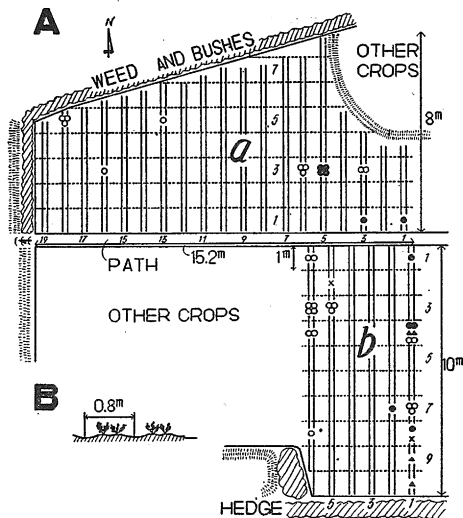 A
N
WEED AND BUSHES
OTHER CROPS
8m
7
5
3
1
a
19 17 15 13 11 9 7 5 3 1
PATH
15.2m
1m
OTHER CROPS
1
3
5
7
9
b
10m
B
0.8m
HEDGE
5 3 1